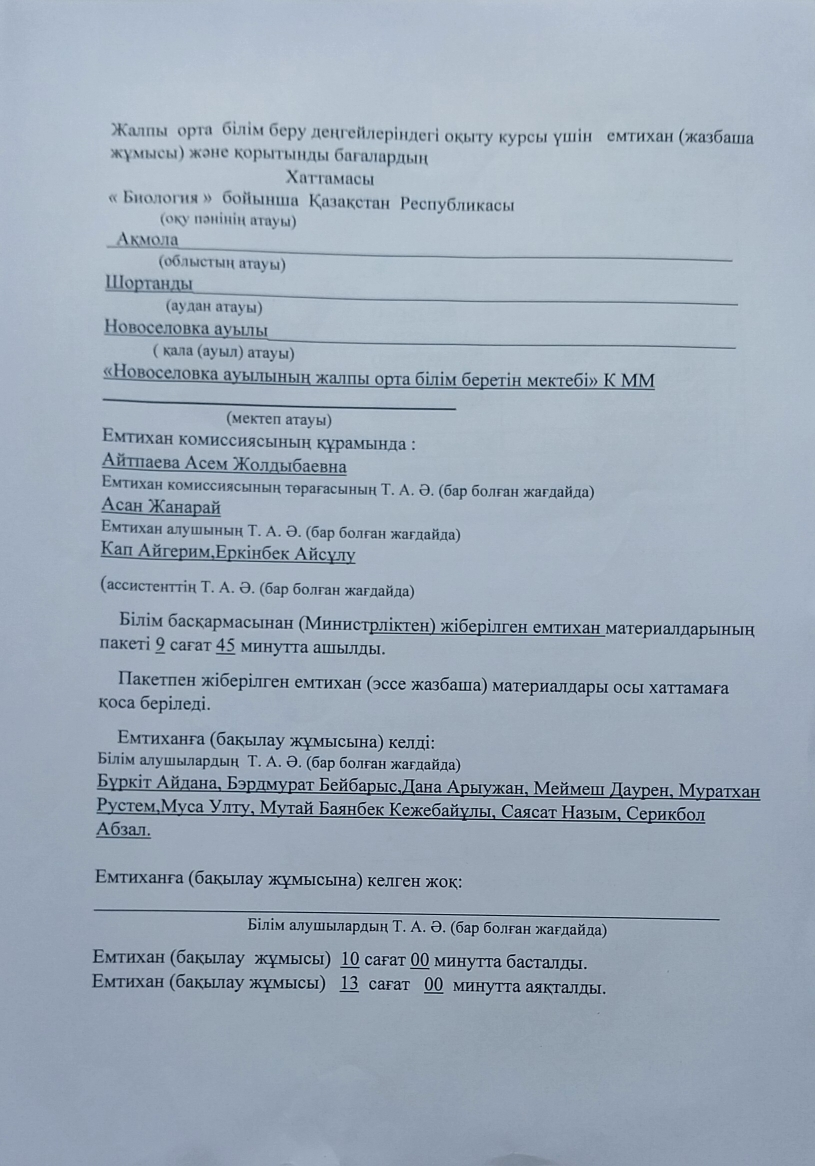 Жалпы орта білім беру деңгейлеріндегі оқыту курсы үшін емтихан (жазбаша
жұмысы) және қорытынды бағалардың
Хаттамасы
« Биология » бойынша Қазақстан Республикасы
(оқу пәнінің атауы)
Ақмола
(облыстың атауы)
Шортанды
(аудан атауы)
Новоселовка ауылы
( қала (ауыл) атауы)
«Новоселовка ауылының жалпы орта білім беретін мектебі» К ММ
(мектеп атауы)
Емтихан комиссиясының құрамында :
Айтпаева Асем Жолдыбаевна
Емтихан комиссиясының төрағасының Т. А. Ә. (бар болған жағдайда)
Асан Жанарай
Емтихан алушының Т. А. Ә. (бар болған жағдайда)
Кап Айгерим,Еркінбек Айсұлу
(ассистенттің Т. А. Ә. (бар болған жағдайда)
Білім басқармасынан (Министрліктен) жіберілген емтихан материалдарының
пакеті 9 сағат 45 минутта ашылды.
Пакетпен жіберілген емтихан (эссе жазбаша) материалдары осы хаттамаға
қоса беріледі.
Емтиханға (бақылау жұмысына) келді:
Білім алушылардың Т. А. Ә. (бар болған жағдайда)
Бүркіт Айдана, Бэрдмурат Бейбарыс,Дана Арыужан, Меймеш Даурен, Муратхан
Рустем,Муса Улту, Мутай Баянбек Кежебайұлы, Саясат Назым, Серикбол
Абзал.
Емтиханға (бақылау жұмысына) келген жоқ:
Білім алушылардың Т. А. Ә. (бар болған жағдайда)
Емтихан (бақылау жұмысы) 10 сағат 00 минутта басталды.
Емтихан (бақылау жұмысы) 13 сағат 00 минутта аяқталды.